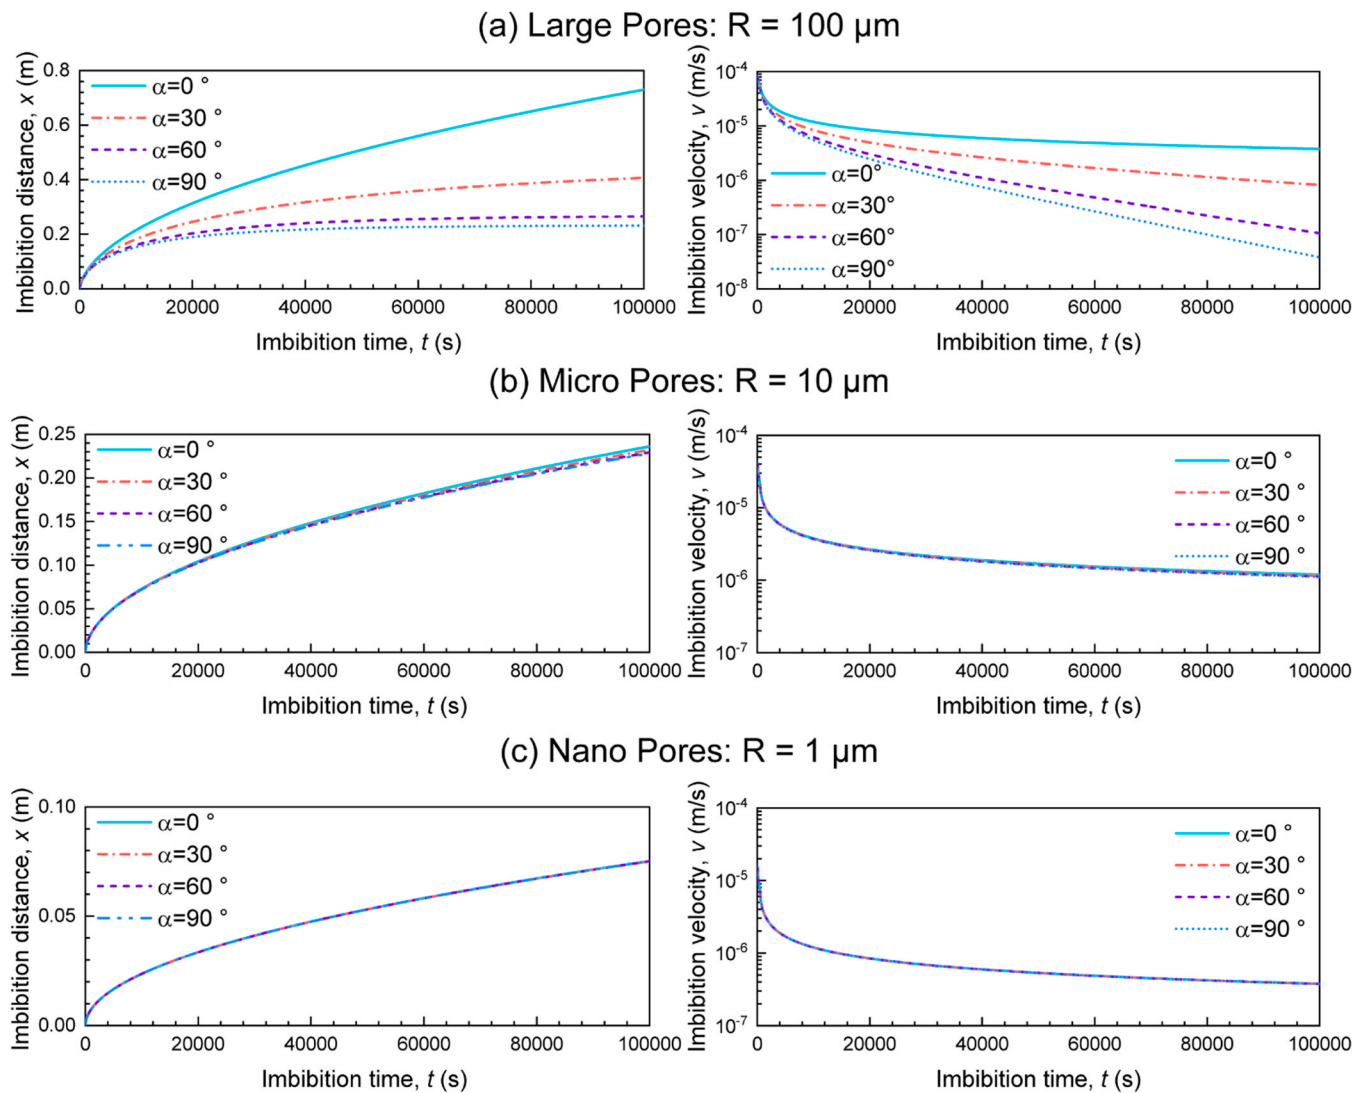 (a) Large Pores: R = 100 µm
Imbibition distance, x (m)
0.8
0.6
0.4
0.2
0.0
α=0 °
α=30 °
α=60 °
α=90 °
0 20000 40000 60000 80000 100000
Imbibition time, t (s)
Imbibition velocity, v (m/s)
10⁻⁴
10⁻⁵
10⁻⁶
10⁻⁷
10⁻⁸
α=0°
α=30°
α=60°
α=90°
0 20000 40000 60000 80000 100000
Imbibition time, t (s)
(b) Micro Pores: R = 10 µm
Imbibition distance, x (m)
0.25
0.20
0.15
0.10
0.05
0.00
α=0 °
α=30 °
α=60 °
α=90 °
0 20000 40000 60000 80000 100000
Imbibition time, t (s)
Imbibition velocity, v (m/s)
10⁻⁴
10⁻⁵
10⁻⁶
10⁻⁷
α=0 °
α=30 °
α=60 °
α=90 °
0 20000 40000 60000 80000 100000
Imbibition time, t (s)
(c) Nano Pores: R = 1 µm
Imbibition distance, x (m)
0.10
0.05
0.00
α=0 °
α=30 °
α=60 °
α=90 °
0 20000 40000 60000 80000 100000
Imbibition time, t (s)
Imbibition velocity, v (m/s)
10⁻⁴
10⁻⁵
10⁻⁶
10⁻⁷
α=0 °
α=30 °
α=60 °
α=90 °
0 20000 40000 60000 80000 100000
Imbibition time, t (s)